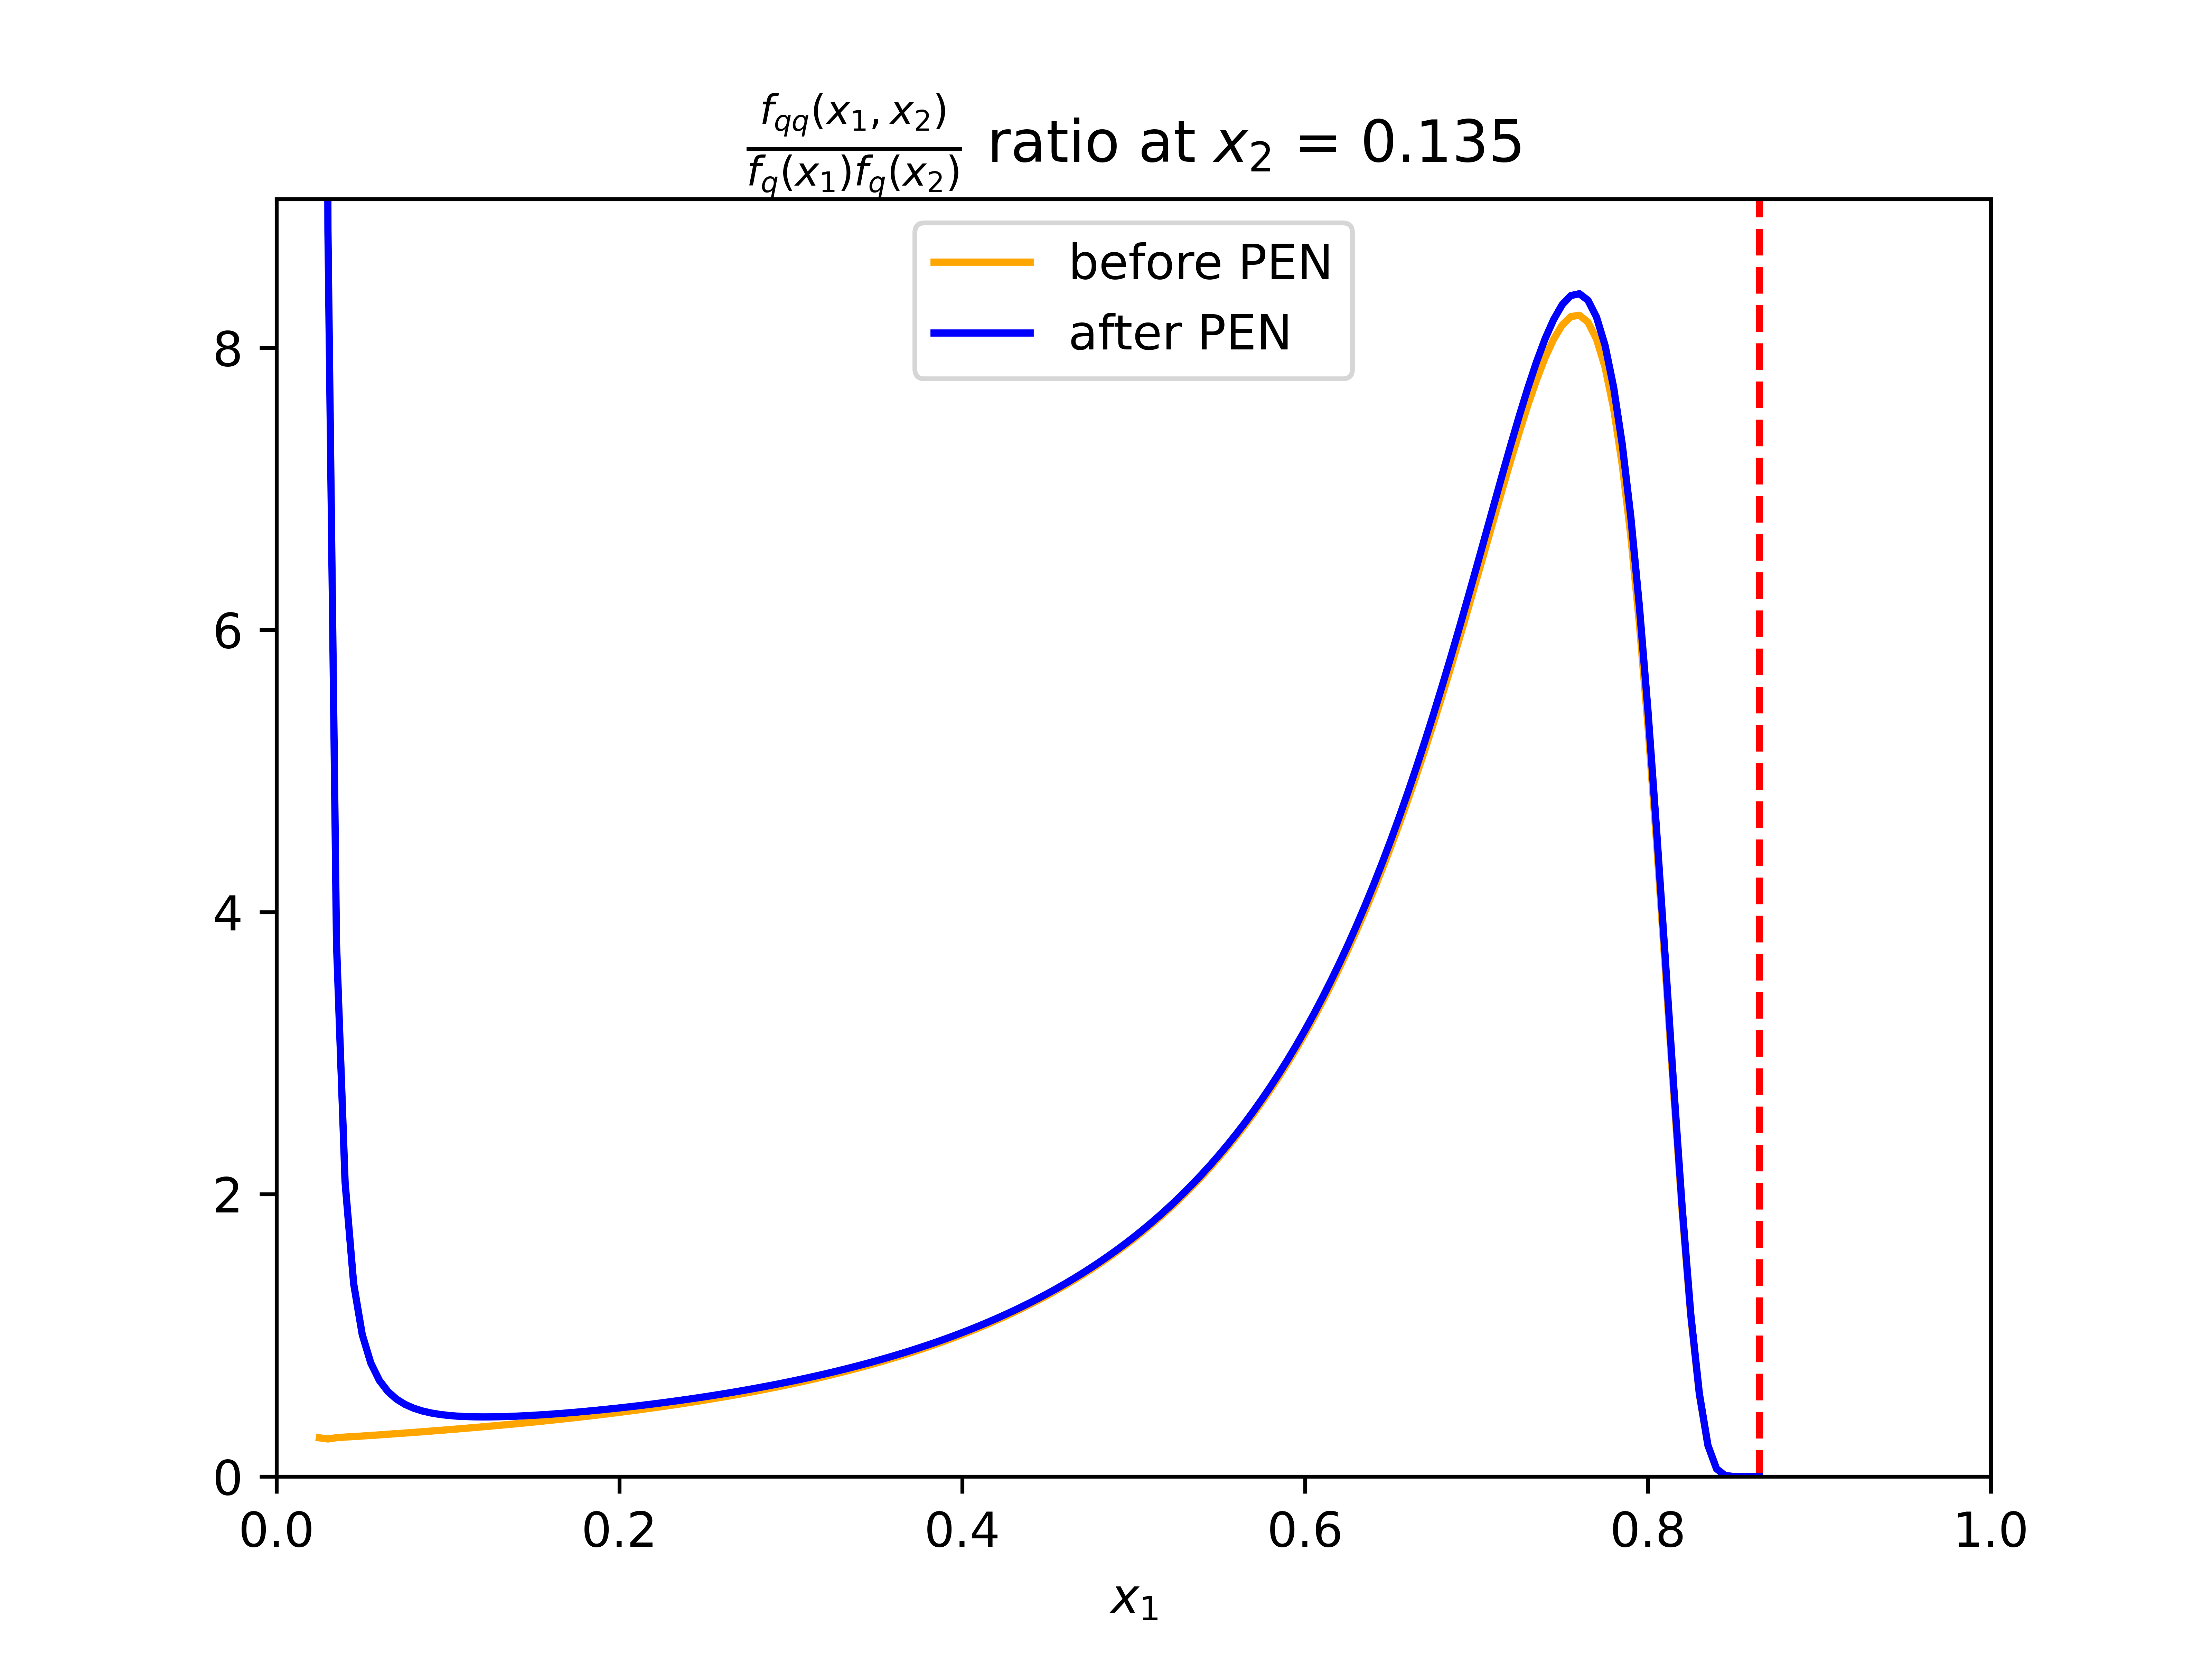 f_qq(x_1, x_2)
f_q(x_1)f_q(x_2) ratio at x_2 = 0.135
before PEN
after PEN
8
6
4
2
0
0.0 0.2 0.4 0.6 0.8 1.0
x_1